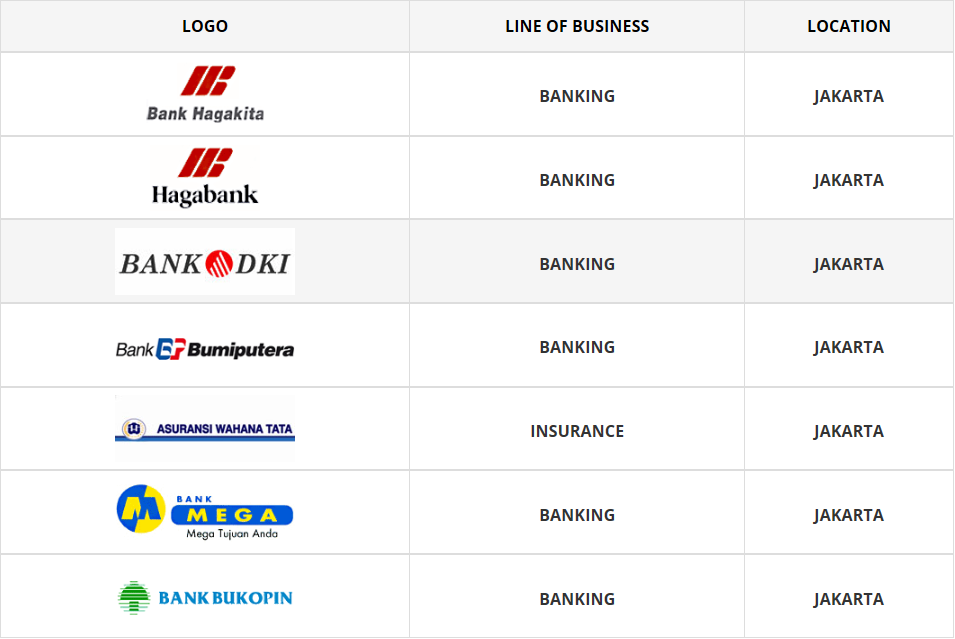 LOGO LINE OF BUSINESS LOCATION
Bank Hagakita BANKING JAKARTA
Hagabank BANKING JAKARTA
BANK DKI BANKING JAKARTA
Bank Bumiputera BANKING JAKARTA
ASURANSI WAHANA TATA INSURANCE JAKARTA
BANK
MEGA BANKING JAKARTA
Mega Tujuan Anda
BANK BUKOPIN BANKING JAKARTA